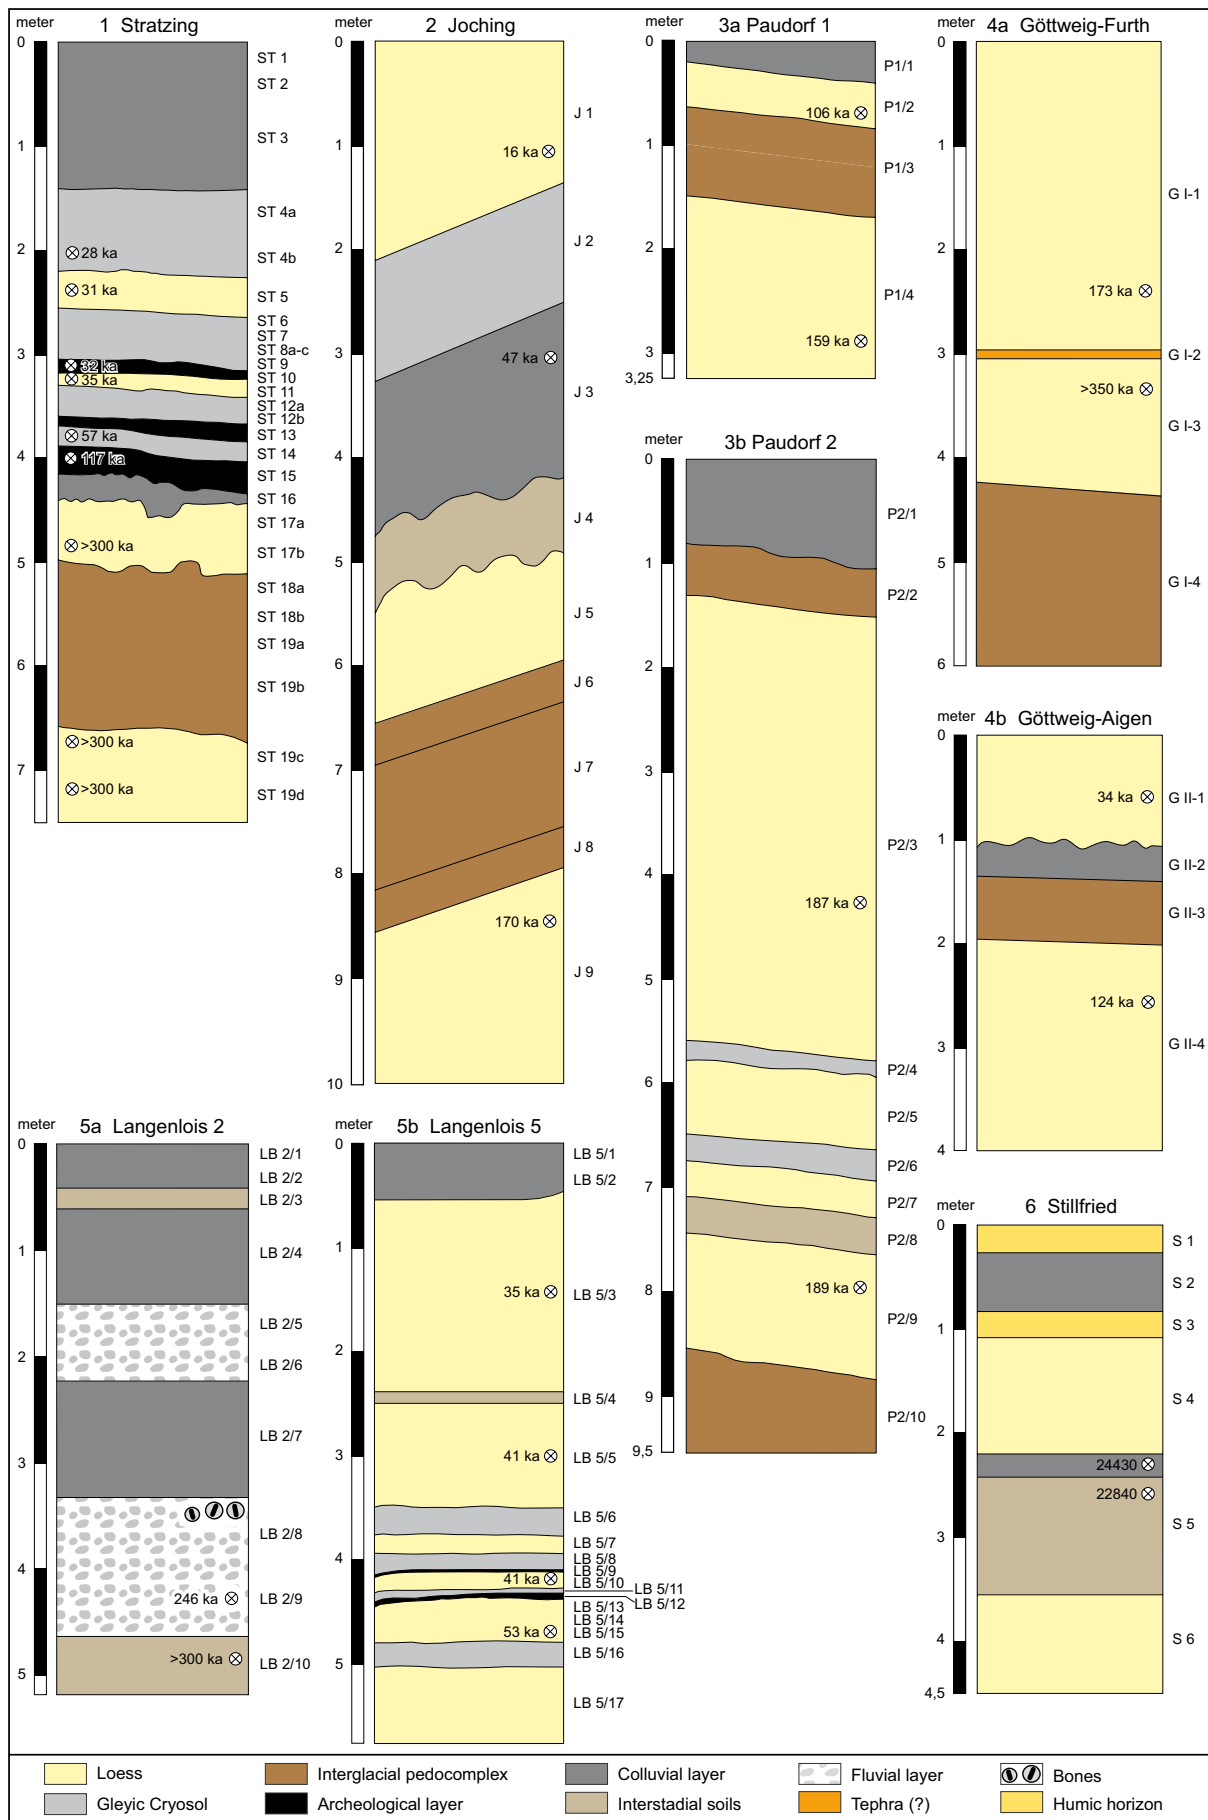 1 Stratzing
meter
0
1
2
3
4
5
6
7
28 ka
31 ka
32 ka
35 ka
57 ka
117 ka
>300 ka
>300 ka
>300 ka
ST 1
ST 2
ST 3
ST 4a
ST 4b
ST 5
ST 6
ST 7
ST 8a-c
ST 9
ST 10
ST 11
ST 12a
ST 12b
ST 13
ST 14
ST 15
ST 16
ST 17a
ST 17b
ST 18a
ST 18b
ST 19a
ST 19b
ST 19c
ST 19d
2 Joching
meter
0
1
2
3
4
5
6
7
8
9
10
16 ka
47 ka
170 ka
J 1
J 2
J 3
J 4
J 5
J 6
J 7
J 8
J 9
3a Paudorf 1
meter
0
1
2
3
3,25
106 ka
159 ka
P1/1
P1/2
P1/3
P1/4
3b Paudorf 2
meter
0
1
2
3
4
5
6
7
8
9
9,5
187 ka
189 ka
P2/1
P2/2
P2/3
P2/4
P2/5
P2/6
P2/7
P2/8
P2/9
P2/10
4a Göttweig-Furth
meter
0
1
2
3
4
5
6
173 ka
>350 ka
G I-1
G I-2
G I-3
G I-4
4b Göttweig-Aigen
meter
0
1
2
3
4
34 ka
124 ka
G II-1
G II-2
G II-3
G II-4
5a Langenlois 2
meter
0
1
2
3
4
5
246 ka
>300 ka
LB 2/1
LB 2/2
LB 2/3
LB 2/4
LB 2/5
LB 2/6
LB 2/7
LB 2/8
LB 2/9
LB 2/10
5b Langenlois 5
meter
0
1
2
3
4
5
35 ka
41 ka
41 ka
53 ka
LB 5/1
LB 5/2
LB 5/3
LB 5/4
LB 5/5
LB 5/6
LB 5/7
LB 5/8
LB 5/9
LB 5/10
LB 5/11
LB 5/12
LB 5/13
LB 5/14
LB 5/15
LB 5/16
LB 5/17
6 Stillfried
meter
0
1
2
3
4
4,5
24430
22840
S 1
S 2
S 3
S 4
S 5
S 6
Loess
Interglacial pedocomplex
Colluvial layer
Fluvial layer
Bones
Gleyic Cryosol
Archeological layer
Interstadial soils
Tephra (?)
Humic horizon